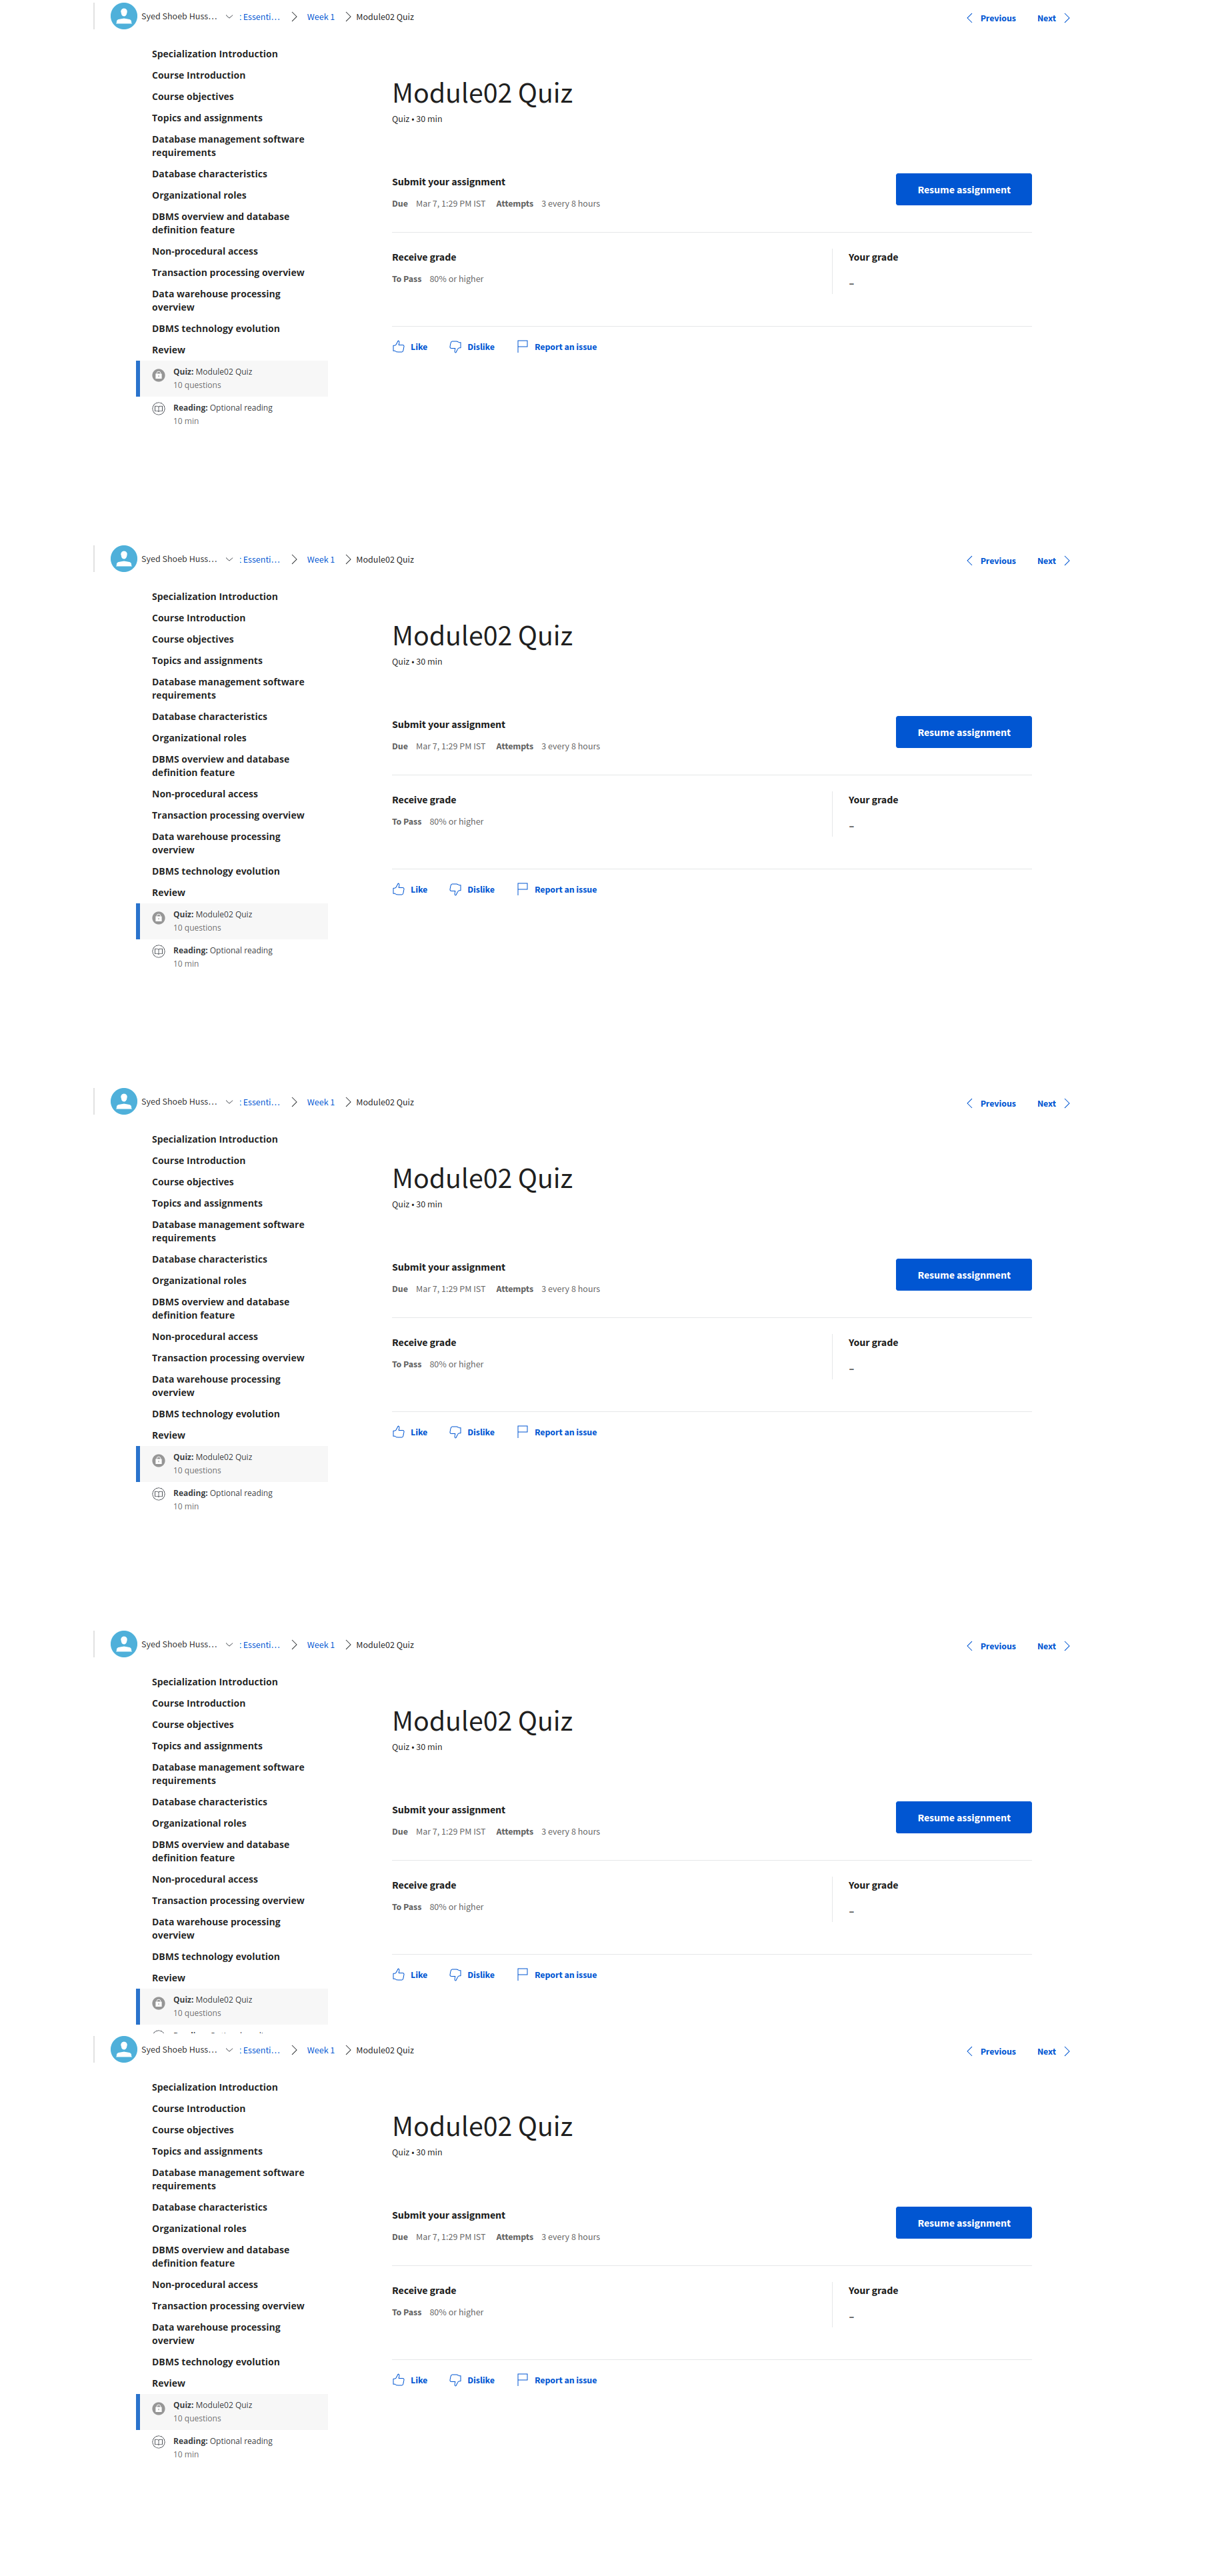 Syed Shoeb Huss... : Essenti... Week 1 Module02 Quiz Previous Next
Specialization Introduction
Course Introduction
Course objectives
Topics and assignments
Database management software
requirements
Database characteristics
Organizational roles
DBMS overview and database
definition feature
Non-procedural access
Transaction processing overview
Data warehouse processing
overview
DBMS technology evolution
Review
Quiz: Module02 Quiz
10 questions
Reading: Optional reading
10 min
Module02 Quiz
Quiz • 30 min
Submit your assignment
Due Mar 7, 1:29 PM IST Attempts 3 every 8 hours
Resume assignment
Receive grade
To Pass 80% or higher
Your grade
–
Like Dislike Report an issue
Syed Shoeb Huss... : Essenti... Week 1 Module02 Quiz Previous Next
Specialization Introduction
Course Introduction
Course objectives
Topics and assignments
Database management software
requirements
Database characteristics
Organizational roles
DBMS overview and database
definition feature
Non-procedural access
Transaction processing overview
Data warehouse processing
overview
DBMS technology evolution
Review
Quiz: Module02 Quiz
10 questions
Reading: Optional reading
10 min
Module02 Quiz
Quiz • 30 min
Submit your assignment
Due Mar 7, 1:29 PM IST Attempts 3 every 8 hours
Resume assignment
Receive grade
To Pass 80% or higher
Your grade
–
Like Dislike Report an issue
Syed Shoeb Huss... : Essenti... Week 1 Module02 Quiz Previous Next
Specialization Introduction
Course Introduction
Course objectives
Topics and assignments
Database management software
requirements
Database characteristics
Organizational roles
DBMS overview and database
definition feature
Non-procedural access
Transaction processing overview
Data warehouse processing
overview
DBMS technology evolution
Review
Quiz: Module02 Quiz
10 questions
Reading: Optional reading
10 min
Module02 Quiz
Quiz • 30 min
Submit your assignment
Due Mar 7, 1:29 PM IST Attempts 3 every 8 hours
Resume assignment
Receive grade
To Pass 80% or higher
Your grade
–
Like Dislike Report an issue
Syed Shoeb Huss... : Essenti... Week 1 Module02 Quiz Previous Next
Specialization Introduction
Course Introduction
Course objectives
Topics and assignments
Database management software
requirements
Database characteristics
Organizational roles
DBMS overview and database
definition feature
Non-procedural access
Transaction processing overview
Data warehouse processing
overview
DBMS technology evolution
Review
Quiz: Module02 Quiz
10 questions
Module02 Quiz
Quiz • 30 min
Submit your assignment
Due Mar 7, 1:29 PM IST Attempts 3 every 8 hours
Resume assignment
Receive grade
To Pass 80% or higher
Your grade
–
Like Dislike Report an issue
Syed Shoeb Huss... : Essenti... Week 1 Module02 Quiz Previous Next
Specialization Introduction
Course Introduction
Course objectives
Topics and assignments
Database management software
requirements
Database characteristics
Organizational roles
DBMS overview and database
definition feature
Non-procedural access
Transaction processing overview
Data warehouse processing
overview
DBMS technology evolution
Review
Quiz: Module02 Quiz
10 questions
Reading: Optional reading
10 min
Module02 Quiz
Quiz • 30 min
Submit your assignment
Due Mar 7, 1:29 PM IST Attempts 3 every 8 hours
Resume assignment
Receive grade
To Pass 80% or higher
Your grade
–
Like Dislike Report an issue